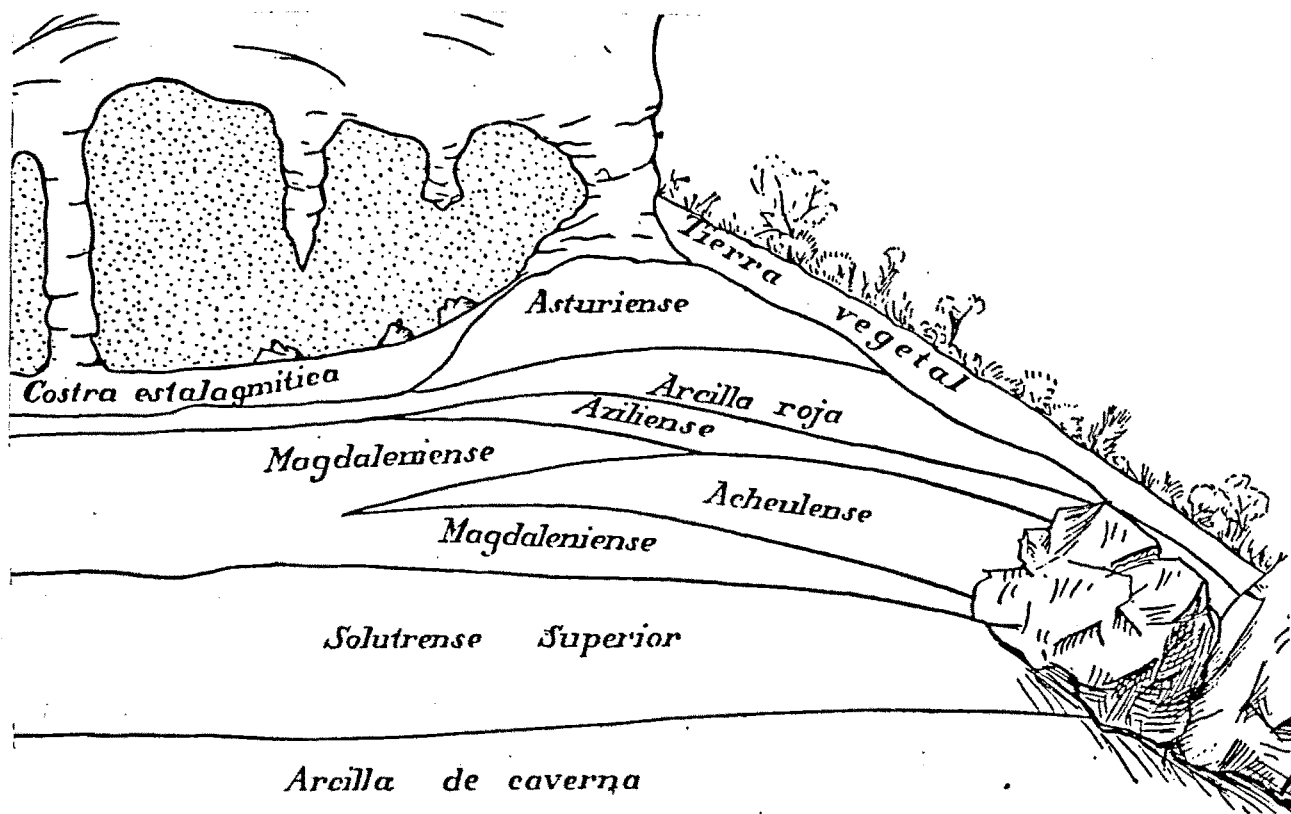 Tierra vegetal
Asturiense
Costra estalagmitica
Arcilla roja
Aziliense
Magdaleniense
Acheulense
Magdaleniense
Solutrense Superior
Arcilla de caverna